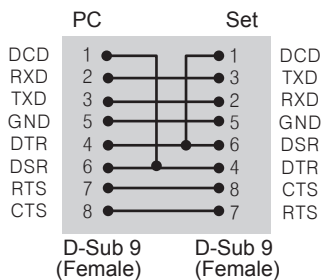 PC Set
DCD 1 1 DCD
RXD 2 3 TXD
TXD 3 2 RXD
GND 5 5 GND
DTR 4 6 DSR
DSR 6 4 DTR
RTS 7 8 CTS
CTS 8 7 RTS
D-Sub 9 D-Sub 9
(Female) (Female)